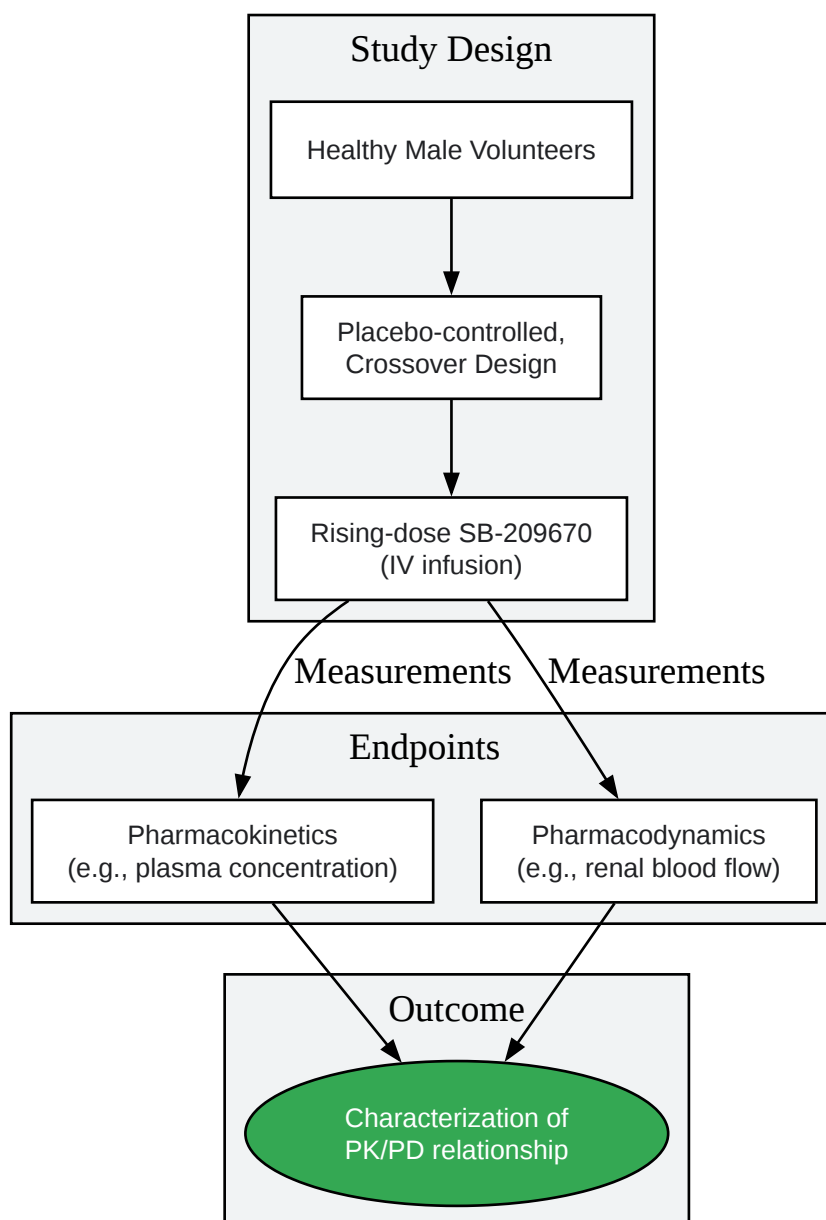 Study Design
Healthy Male Volunteers
Placebo-controlled,
Crossover Design
Rising-dose SB-209670
(IV infusion)
Measurements
Measurements
Endpoints
Pharmacokinetics
(e.g., plasma concentration)
Pharmacodynamics
(e.g., renal blood flow)
Outcome
Characterization of
PK/PD relationship